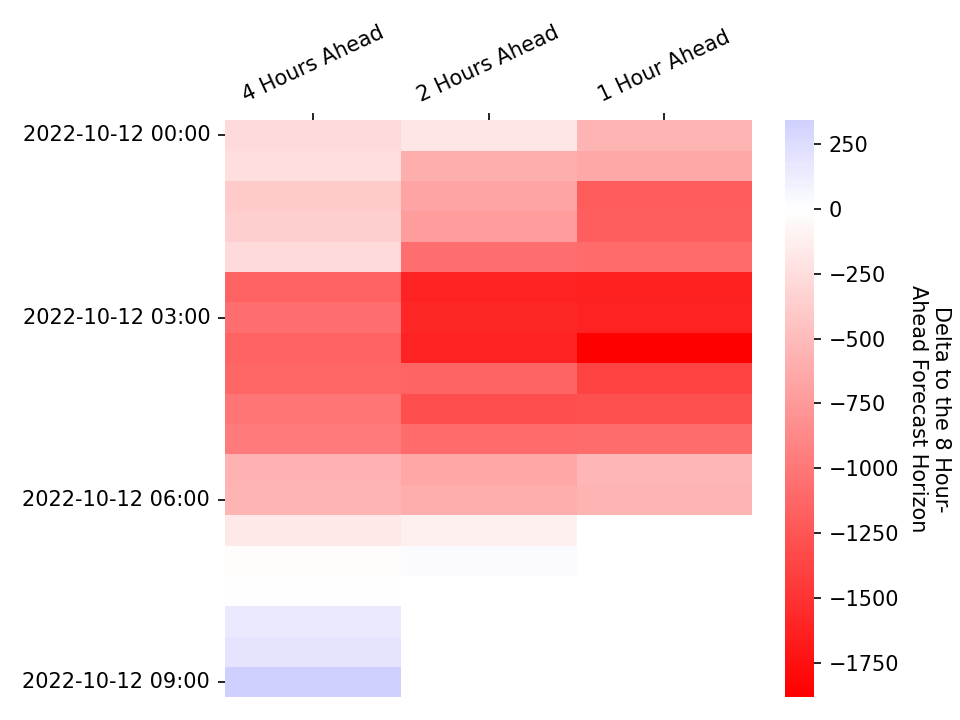 4 Hours Ahead
2 Hours Ahead
1 Hour Ahead
2022-10-12 00:00
2022-10-12 03:00
2022-10-12 06:00
2022-10-12 09:00
250
0
−250
−500
−750
−1000
−1250
−1500
−1750
Delta to the 8 Hour-
Ahead Forecast Horizon